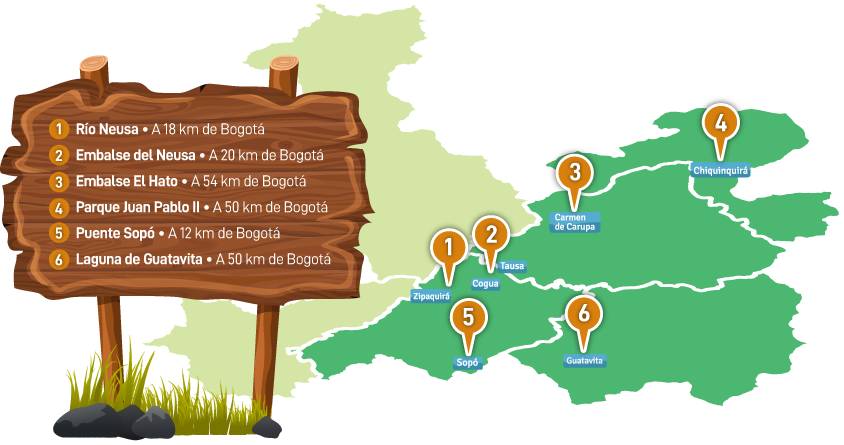 1 Río Neusa • A 18 km de Bogotá
2 Embalse del Neusa • A 20 km de Bogotá
3 Embalse El Hato • A 54 km de Bogotá
4 Parque Juan Pablo II • A 50 km de Bogotá
5 Puente Sopó • A 12 km de Bogotá
6 Laguna de Guatavita • A 50 km de Bogotá
4
Chiquinquirá
3
Carmen
de Carupa
2
1
Tausa
Cogua
Zipaquirá
5
Sopó
6
Guatavita